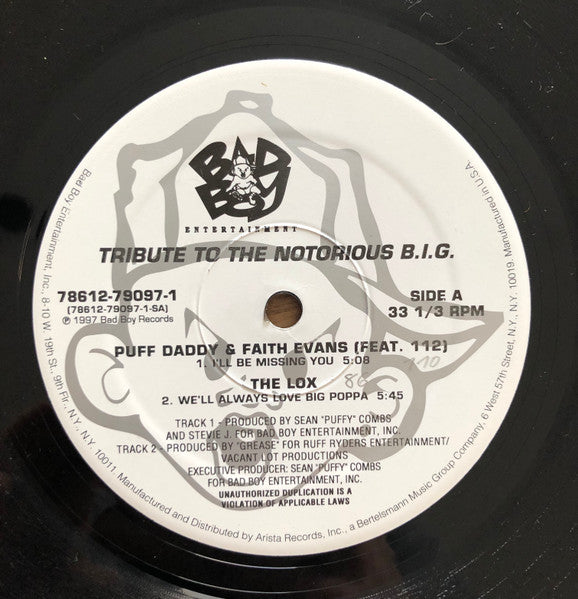 BAD
BOY
ENTERTAINMENT
TRIBUTE TO THE NOTORIOUS B.I.G.
78612-79097-1
(78612-79097-1-SA)
℗ 1997 Bad Boy Records
SIDE A
33 1/3 RPM
PUFF DADDY & FAITH EVANS (FEAT. 112)
1. I'LL BE MISSING YOU 5:08
110
THE LOX
86
2. WE'LL ALWAYS LOVE BIG POPPA 5:45
TRACK 1 - PRODUCED BY SEAN "PUFFY" COMBS
AND STEVIE J. FOR BAD BOY ENTERTAINMENT, INC.
TRACK 2 - PRODUCED BY "GREASE" FOR RUFF RYDERS ENTERTAINMENT/
VACANT LOT PRODUCTIONS
EXECUTIVE PRODUCER: SEAN "PUFFY" COMBS
FOR BAD BOY ENTERTAINMENT, INC.
UNAUTHORIZED DUPLICATION IS A
VIOLATION OF APPLICABLE LAWS
Bad Boy Entertainment, Inc., 8-10 W. 19th St., 9th Flr., N.Y., N.Y. 10011. Manufactured and Distributed by Arista Records, Inc., a Bertelsmann Music Group Company, 6 West 57th Street, N.Y., N.Y. 10019. Manufactured in U.S.A.